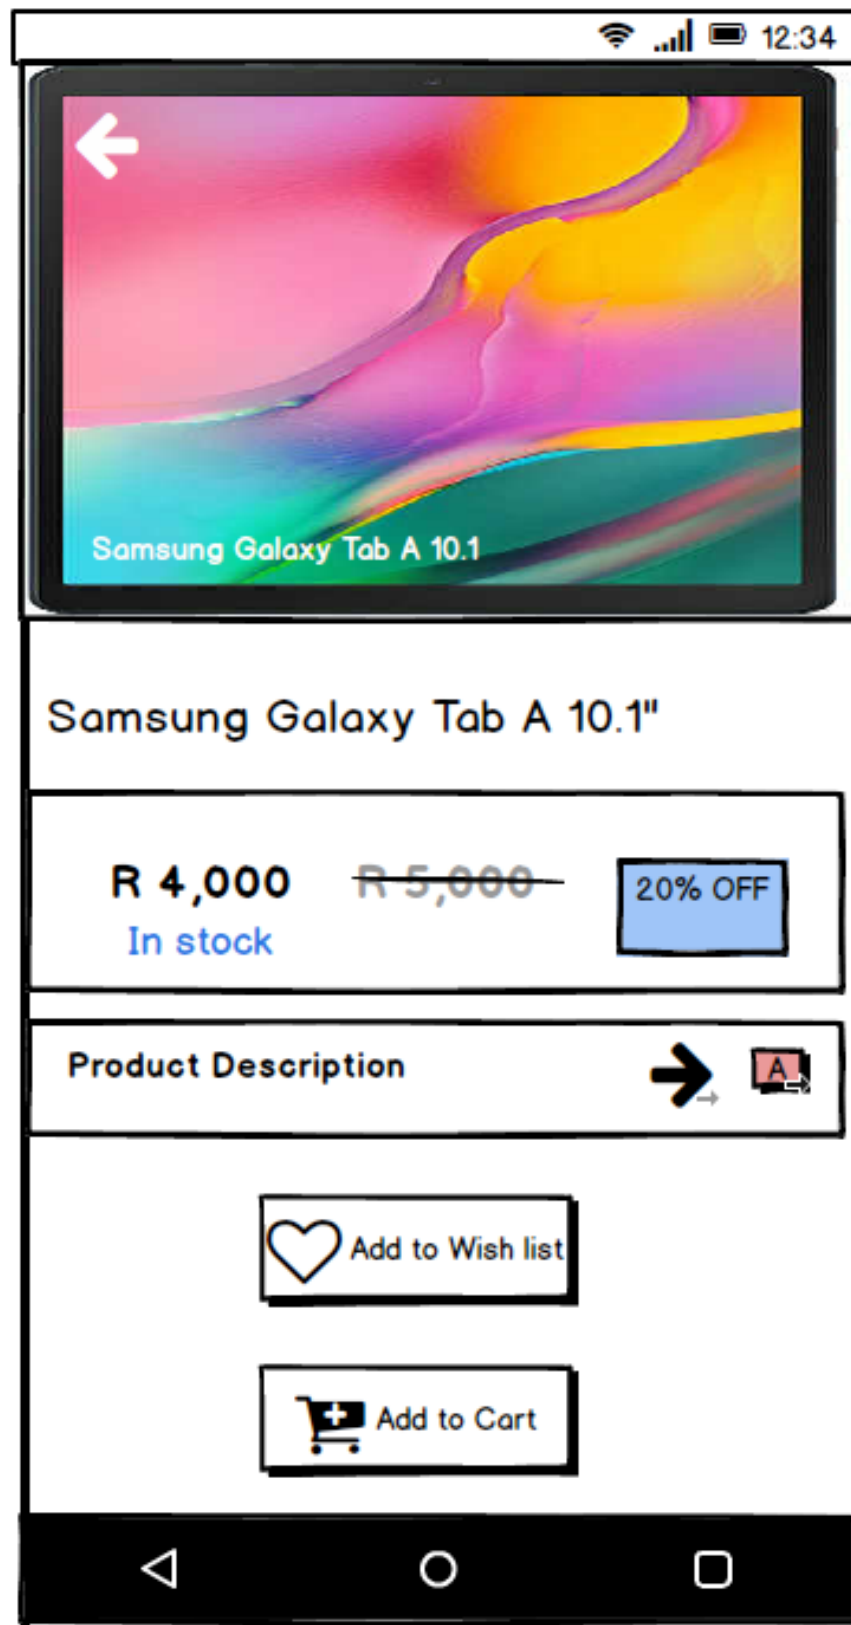 12:34
Samsung Galaxy Tab A 10.1
Samsung Galaxy Tab A 10.1"
R 4,000 R 5,000 20% OFF
In stock
Product Description A
Add to Wish list
Add to Cart